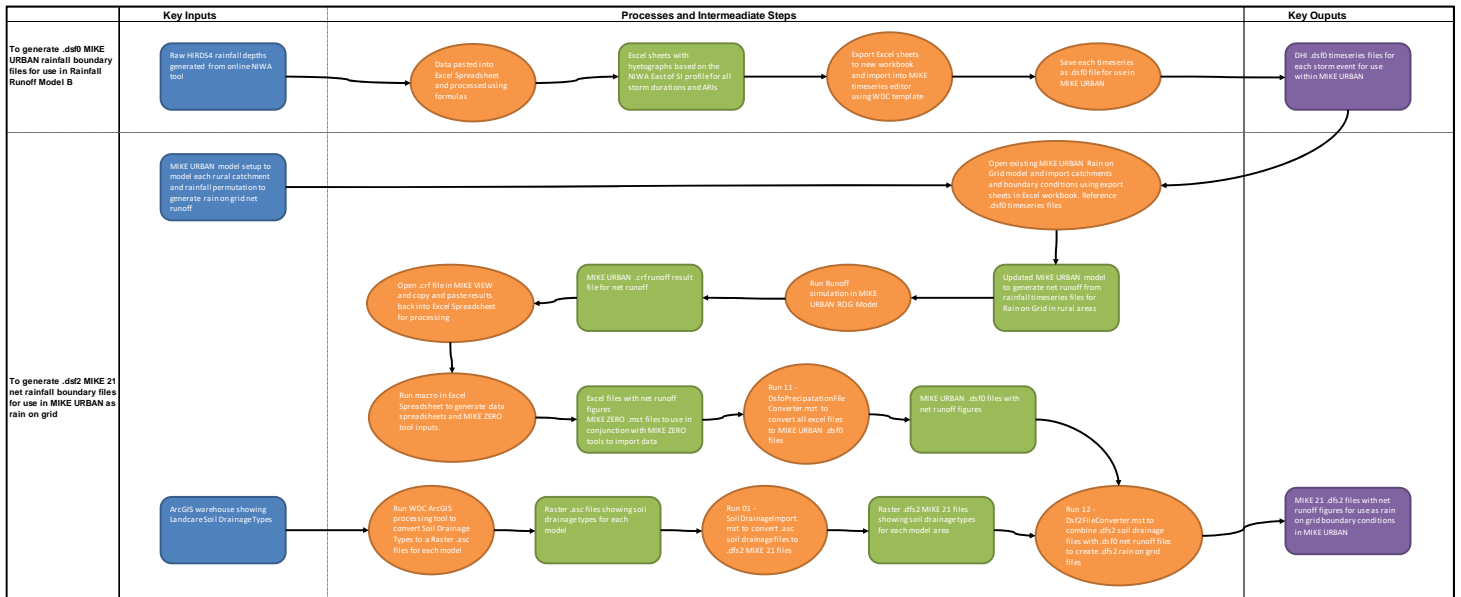 Key Inputs
Processes and Intermeadiate Steps
Key Ouputs
To generate .dsf0 MIKE
URBAN rainfall boundary
files for use in Rainfall
Runoff Model B
Raw HIRDS4 rainfall depths
generated from online NIWA
tool
Data pasted into
Excel Spreadsheet
and processed using
formulas
Excel sheets with
hyetographs based on the
NIWA East of SI profile for all
storm durations and ARIs
Export Excel sheets
to new workbook
and import into MIKE
timeseries editor
using WDC template
Save each timeseries
as .dsf0 file for use in
MIKE URBAN
DHI .dsf0 timeseries files for
each storm event for use
within MIKE URBAN
MIKE URBAN model setup to
model each rural catchment
and rainfall permutation to
generate rain on grid net
runoff
Open existing MIKE URBAN Rain on
Grid model and import catchments
and boundary conditions using export
sheets in Excel workbook. Reference
.dsf0 timeseries files
Open .crf file in MIKE VIEW
and copy and paste results
back into Excel Spreadsheet
for processing
MIKE URBAN .crf runoff result
file for net runoff
Run Runoff
simulation in MIKE
URBAN ROG Model
Updated MIKE URBAN model
to generate net runoff from
rainfall timeseries files for
Rain on Grid in rural areas
To generate .dsf2 MIKE 21
net rainfall boundary files
for use in MIKE URBAN as
rain on grid
Run macro in Excel
Spreadsheet to generate data
spreadsheets and MIKE ZERO
tool inputs.
Excel files with net runoff
figures
MIKE ZERO .mst files to use in
conjunction with MIKE ZERO
tools to import data
Run 11 -
DsfoPrecipatationFile
Converter.mzt to
convert all excel files
to MIKE URBAN .dsf0
files
MIKE URBAN .dsf0 files with
net runoff figures
ArcGIS warehouse showing
Landcare Soil Drainage Types
Run WDC ArcGIS
processing tool to
convert Soil Drainage
Types to a Raster .asc
files for each model
Raster .asc files showing soil
drainage types for each
model
Run 01 -
SoilDrainageImport.
mzt to convert .asc
soil drainage files to
.dfs2 MIKE 21 files
Raster .dfs2 MIKE 21 files
showing soil drainage types
for each model area
Run 12 -
Dsf2FileConverter.mst to
combine .dfs2 soil drainage
files with .dsf0 net runoff files
to create .dfs2 rain on grid
files
MIKE 21 .dfs2 files with net
runoff figures for use as rain
on grid boundary conditions
in MIKE URBAN